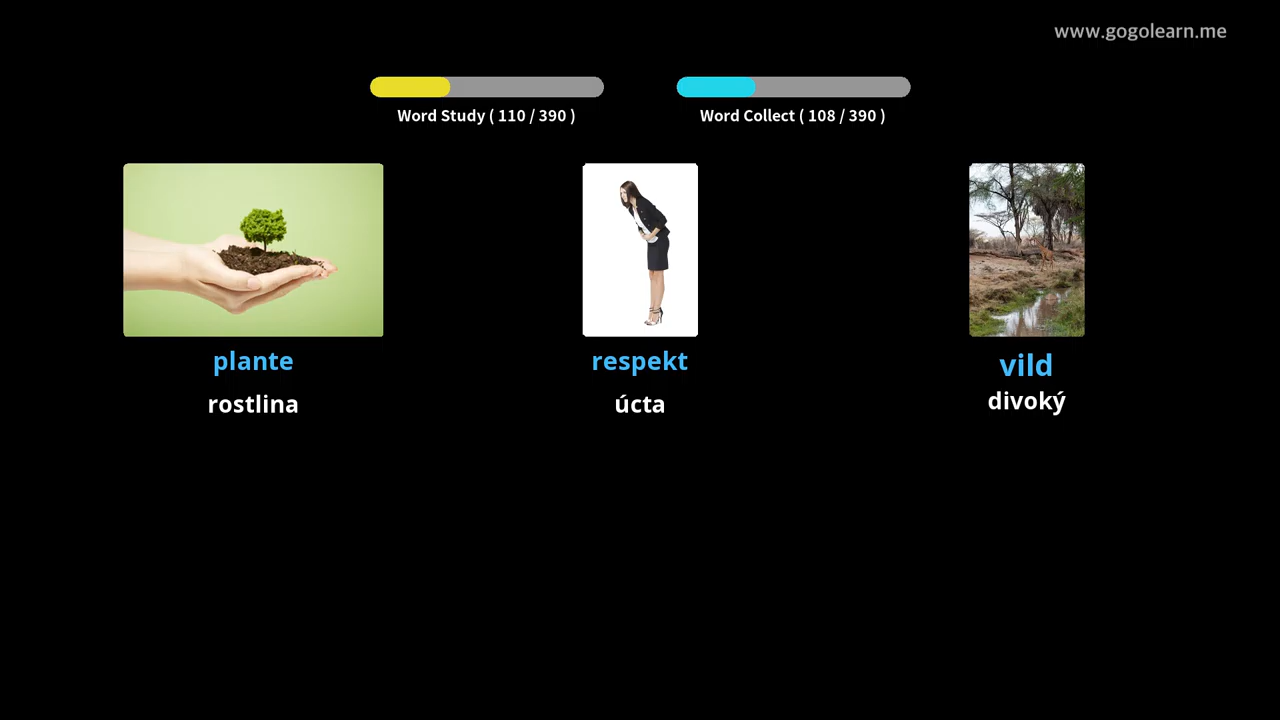 www.gogolearn.me
Word Study ( 110 / 390 )
Word Collect ( 108 / 390 )
plante
rostlina
respekt
úcta
vild
divoký